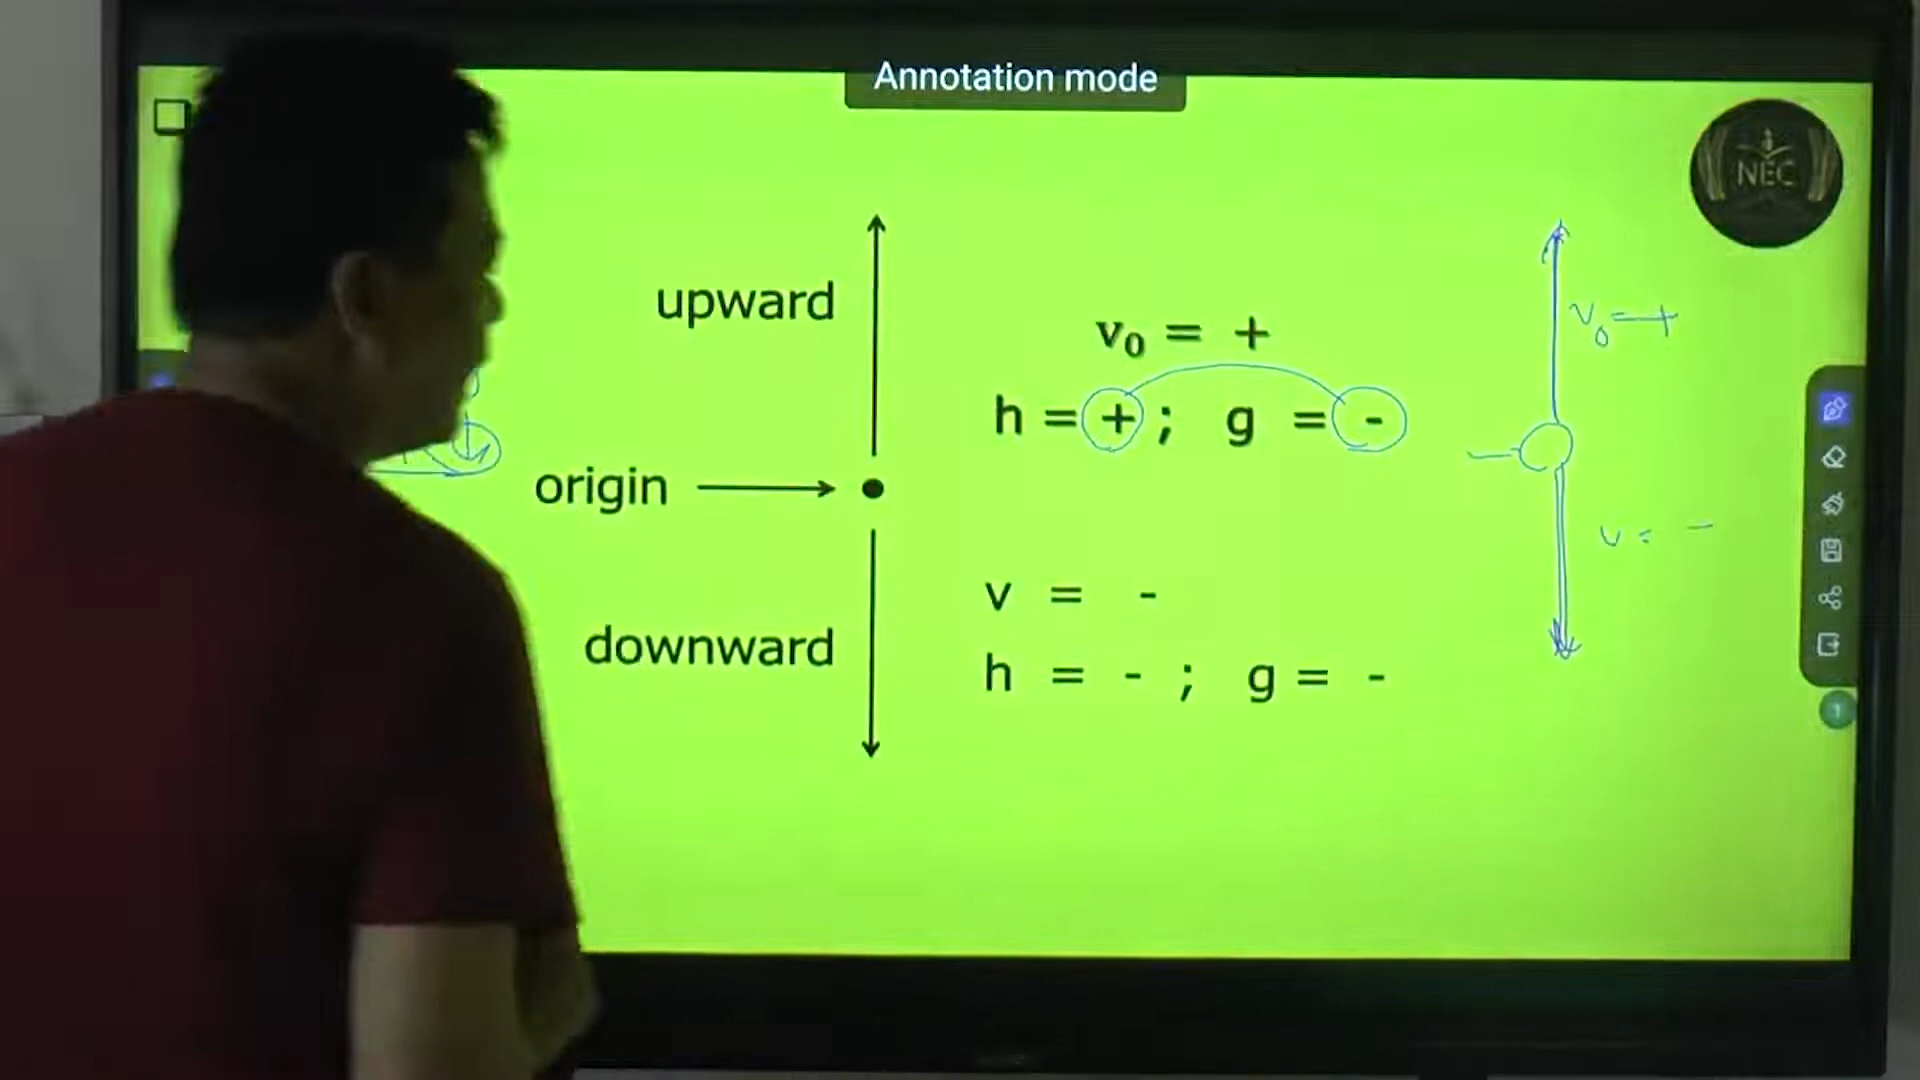 Annotation mode
NEC
upward
v₀ = +
v₀ = +
h = + ; g = -
origin
v = -
v = -
downward
h = - ; g = -